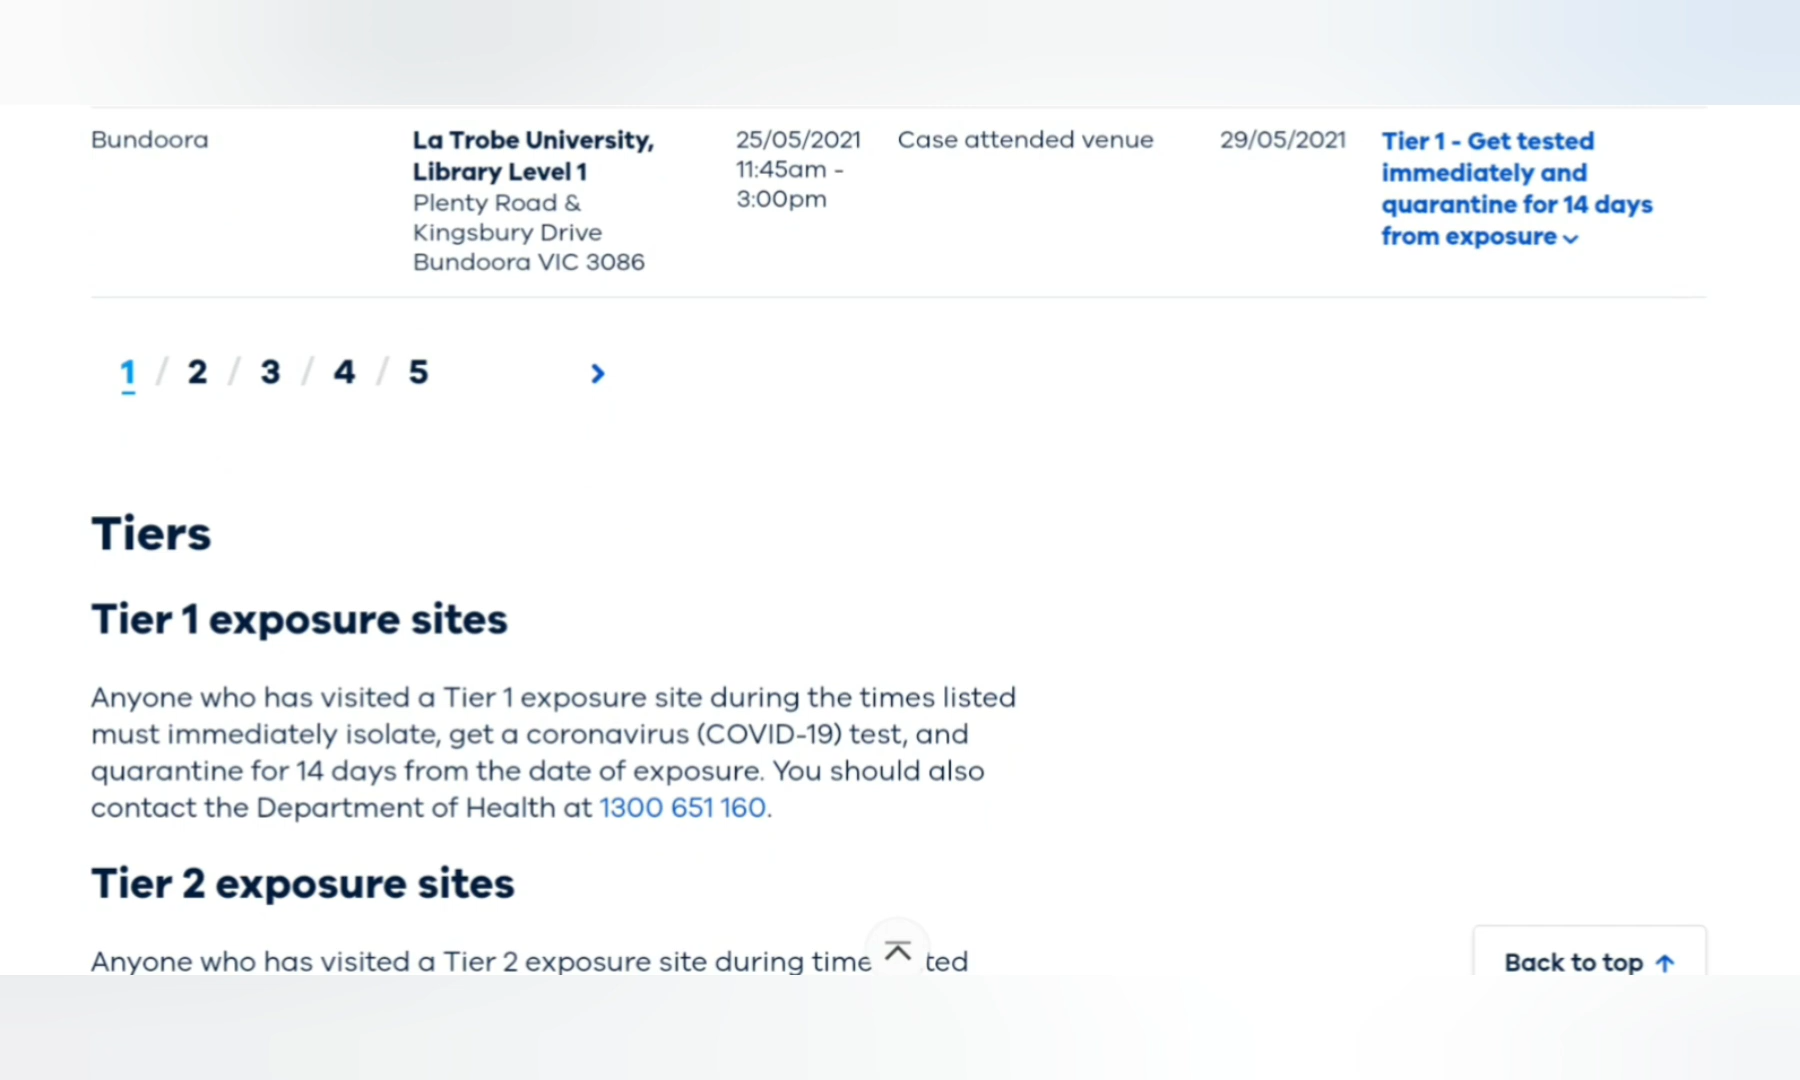 Bundoora
La Trobe University,
Library Level 1
Plenty Road &
Kingsbury Drive
Bundoora VIC 3086
25/05/2021
11:45am -
3:00pm
Case attended venue
29/05/2021
Tier 1 - Get tested
immediately and
quarantine for 14 days
from exposure
1 / 2 / 3 / 4 / 5
Tiers
Tier 1 exposure sites
Anyone who has visited a Tier 1 exposure site during the times listed
must immediately isolate, get a coronavirus (COVID-19) test, and
quarantine for 14 days from the date of exposure. You should also
contact the Department of Health at 1300 651 160.
Tier 2 exposure sites
Anyone who has visited a Tier 2 exposure site during time ted
Back to top